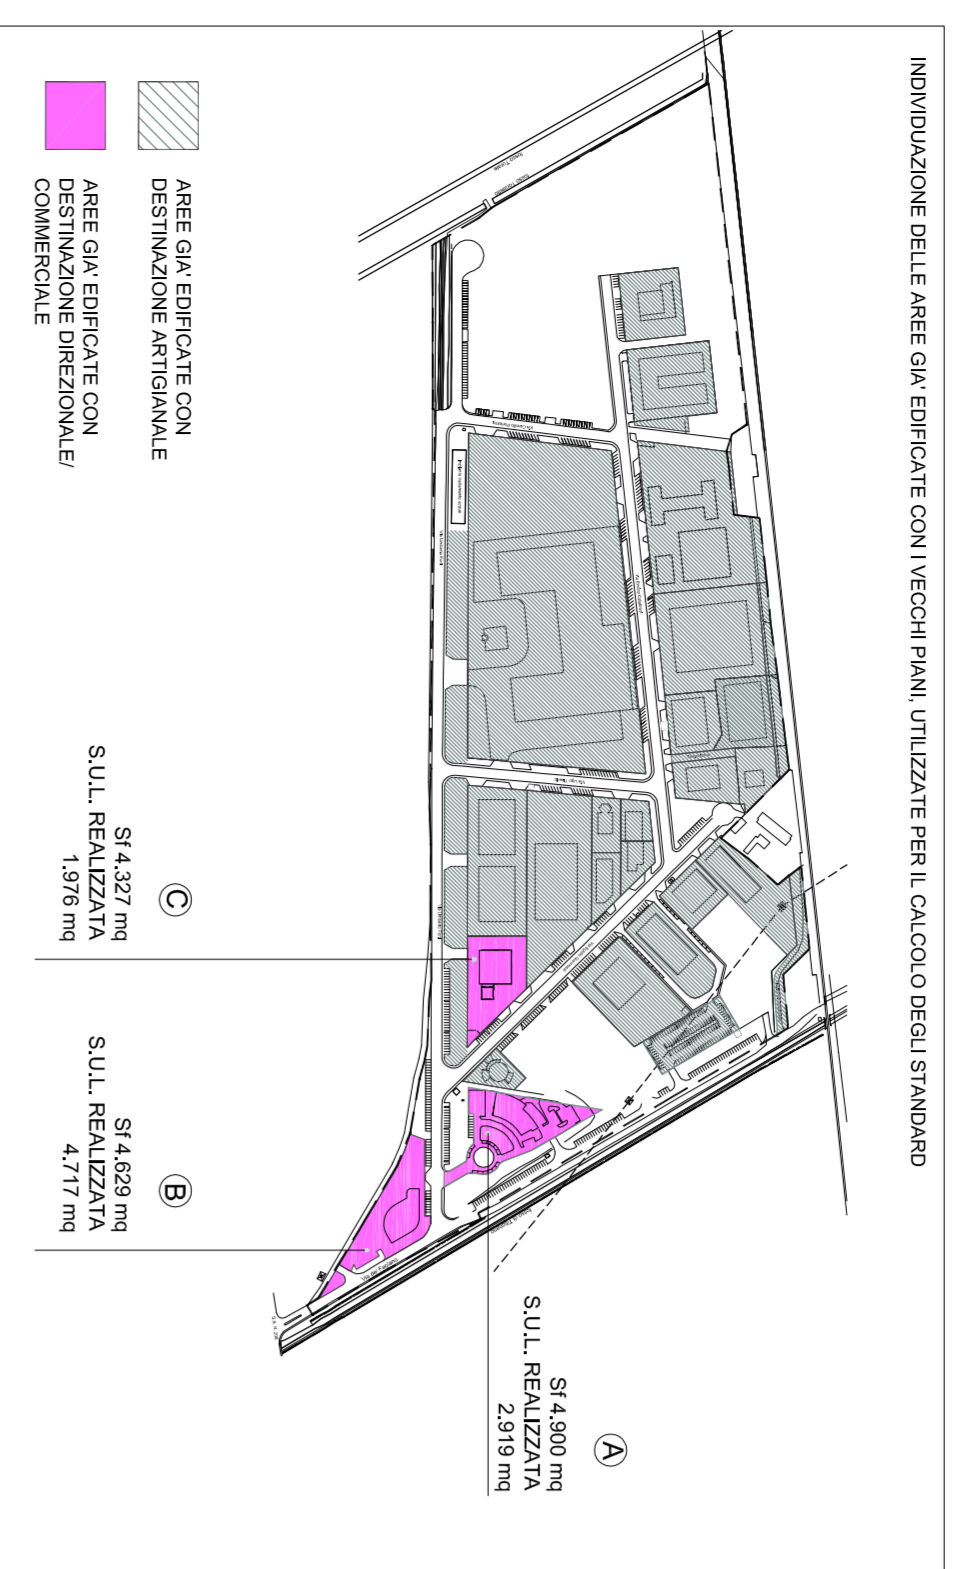 INDIVIDUAZIONE DELLE AREE GIA' EDIFICATE CON I VECCHI PIANI, UTILIZZATE PER IL CALCOLO DEGLI STANDARD
AREE GIA' EDIFICATE CON
DESTINAZIONE ARTIGIANALE
AREE GIA' EDIFICATE CON
DESTINAZIONE DIREZIONALE/
COMMERCIALE
A
Sf 4.900 mq
S.U.L. REALIZZATA
2.919 mq
B
Sf 4.629 mq
S.U.L. REALIZZATA
4.717 mq
C
Sf 4.327 mq
S.U.L. REALIZZATA
1.976 mq